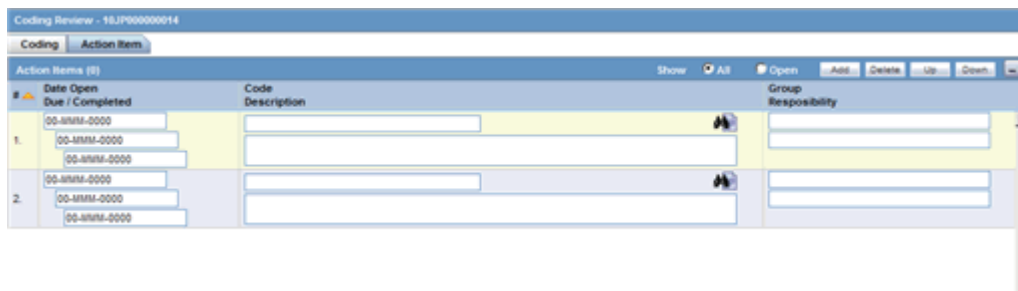 Coding Review - 10JP000000014
Coding Action Item
Action Items (0) Show All Open Add Delete Up Down
# Date Open Code Group
Due / Completed Description Resposibility
00-MMM-0000
1. 00-MMM-0000
00-MMM-0000
00-MMM-0000
2. 00-MMM-0000
00-MMM-0000